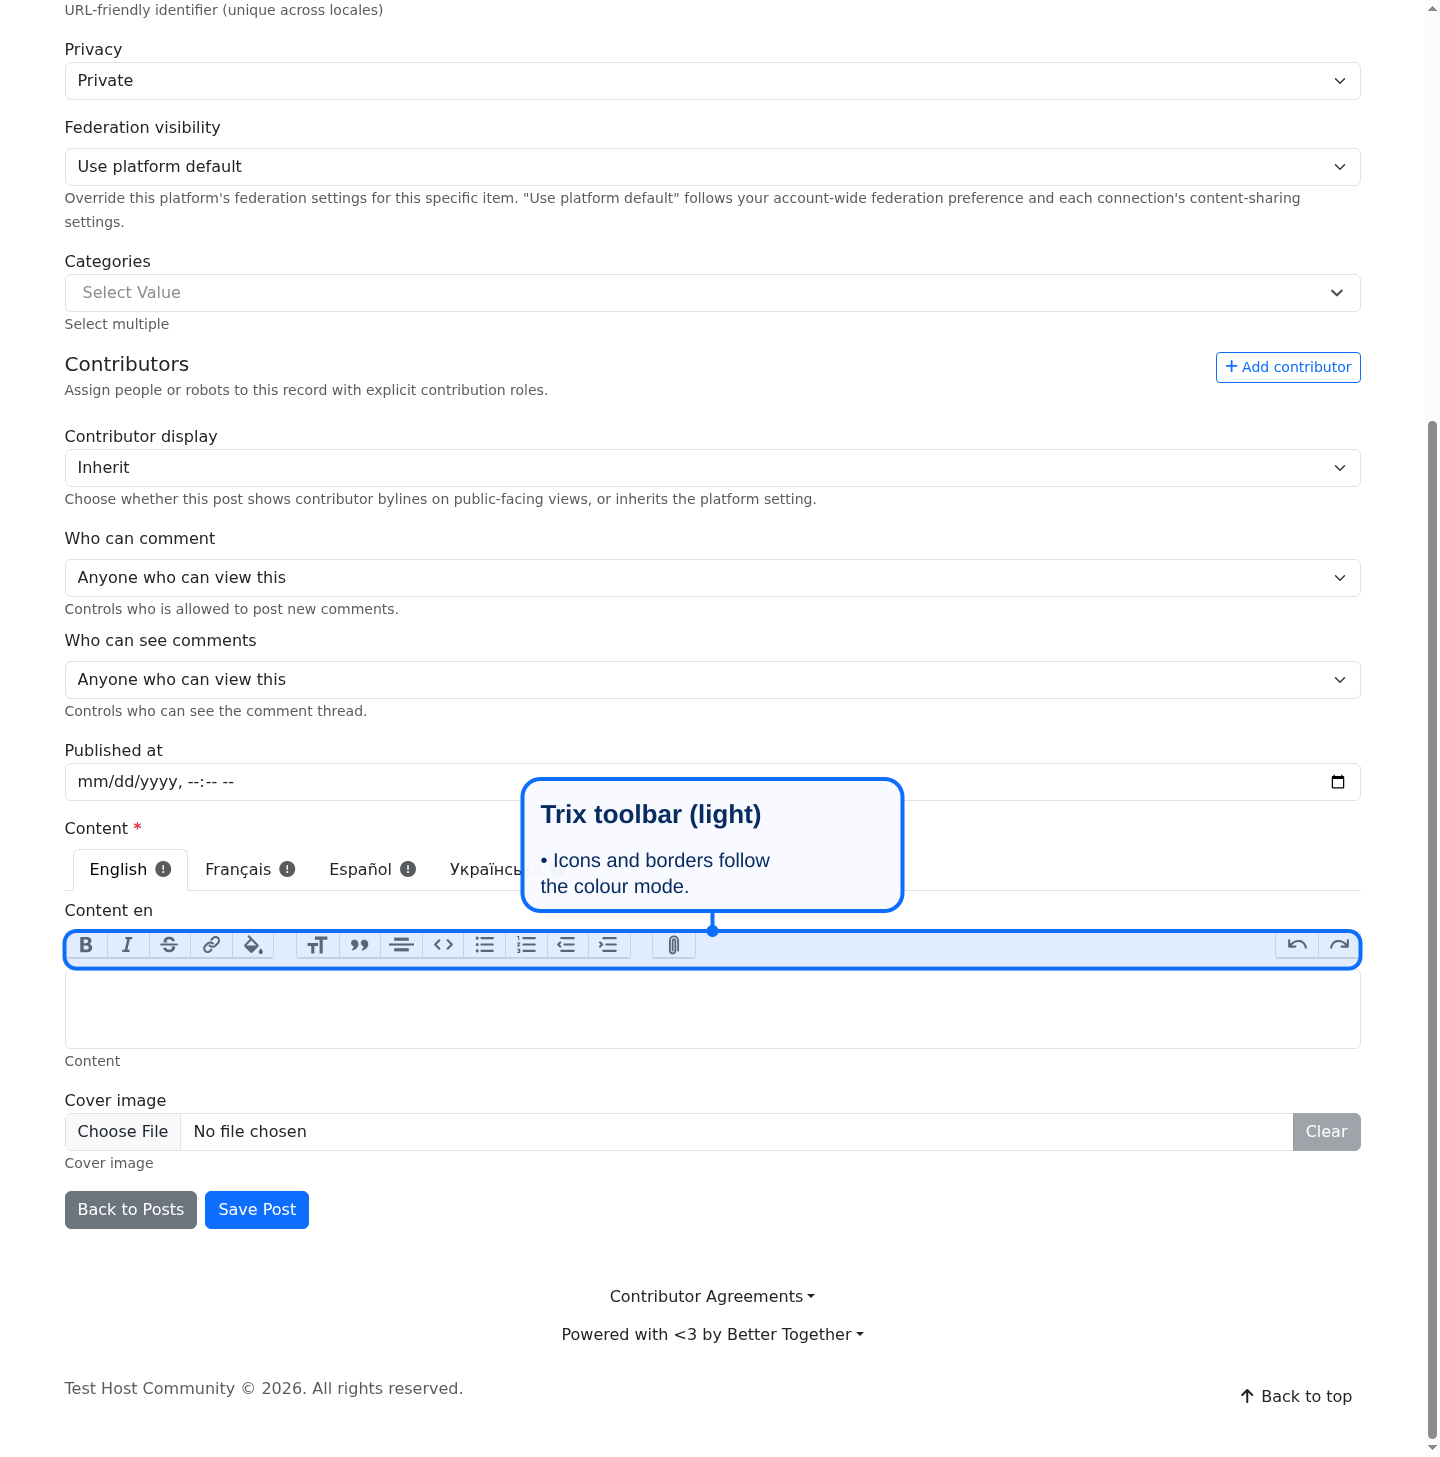 URL-friendly identifier (unique across locales)
Privacy
Private
Federation visibility
Use platform default
Override this platform's federation settings for this specific item. "Use platform default" follows your account-wide federation preference and each connection's content-sharing
settings.
Categories
Select Value
Select multiple
Contributors
Add contributor
Assign people or robots to this record with explicit contribution roles.
Contributor display
Inherit
Choose whether this post shows contributor bylines on public-facing views, or inherits the platform setting.
Who can comment
Anyone who can view this
Controls who is allowed to post new comments.
Who can see comments
Anyone who can view this
Controls who can see the comment thread.
Published at
mm/dd/yyyy, --:-- --
Trix toolbar (light)
• Icons and borders follow
the colour mode.
Content *
English Français Español
Content en
Content
Cover image
Choose File No file chosen Clear
Cover image
Back to Posts Save Post
Contributor Agreements
Powered with <3 by Better Together
Test Host Community © 2026. All rights reserved.
Back to top